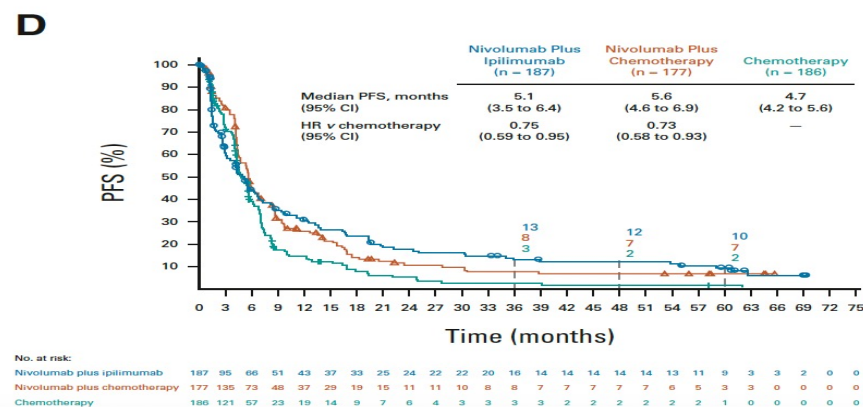 D
Nivolumab Plus Ipilimumab (n = 187) Nivolumab Plus Chemotherapy (n = 177) Chemotherapy (n = 186)
Median PFS, months (95% CI) 5.1 (3.5 to 6.4) 5.6 (4.6 to 6.9) 4.7 (4.2 to 5.6)
HR v chemotherapy (95% CI) 0.75 (0.59 to 0.95) 0.73 (0.58 to 0.93) —
PFS (%)
100
90
80
70
60
50
40
30
20
10
13 12 10
8 7 7
3 2 2
0 3 6 9 12 15 18 21 24 27 30 33 36 39 42 45 48 51 54 57 60 63 66 69 72 75
Time (months)
No. at risk:
Nivolumab plus ipilimumab 187 95 66 51 43 37 33 25 24 22 22 20 16 14 14 14 14 14 13 11 9 3 3 2 0 0
Nivolumab plus chemotherapy 177 135 73 48 37 29 19 15 11 11 10 8 8 7 7 7 7 7 6 5 3 3 0 0 0 0
Chemotherapy 186 121 57 23 19 14 9 7 6 4 3 3 3 3 2 2 2 2 2 2 1 0 0 0 0 0